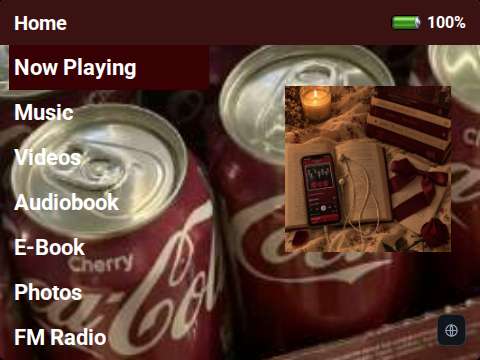 Home
100%
Now Playing
Music
Videos
Audiobook
E-Book
Cherry
Coca-Cola
Photos
FM Radio